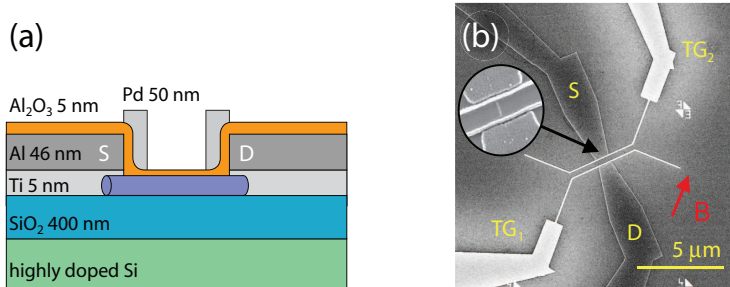 (a)
Pd 50 nm
Al₂O₃ 5 nm
Al 46 nm
S
D
Ti 5 nm
SiO₂ 400 nm
highly doped Si
(b)
TG₂
S
B
TG₁
D
5 μm